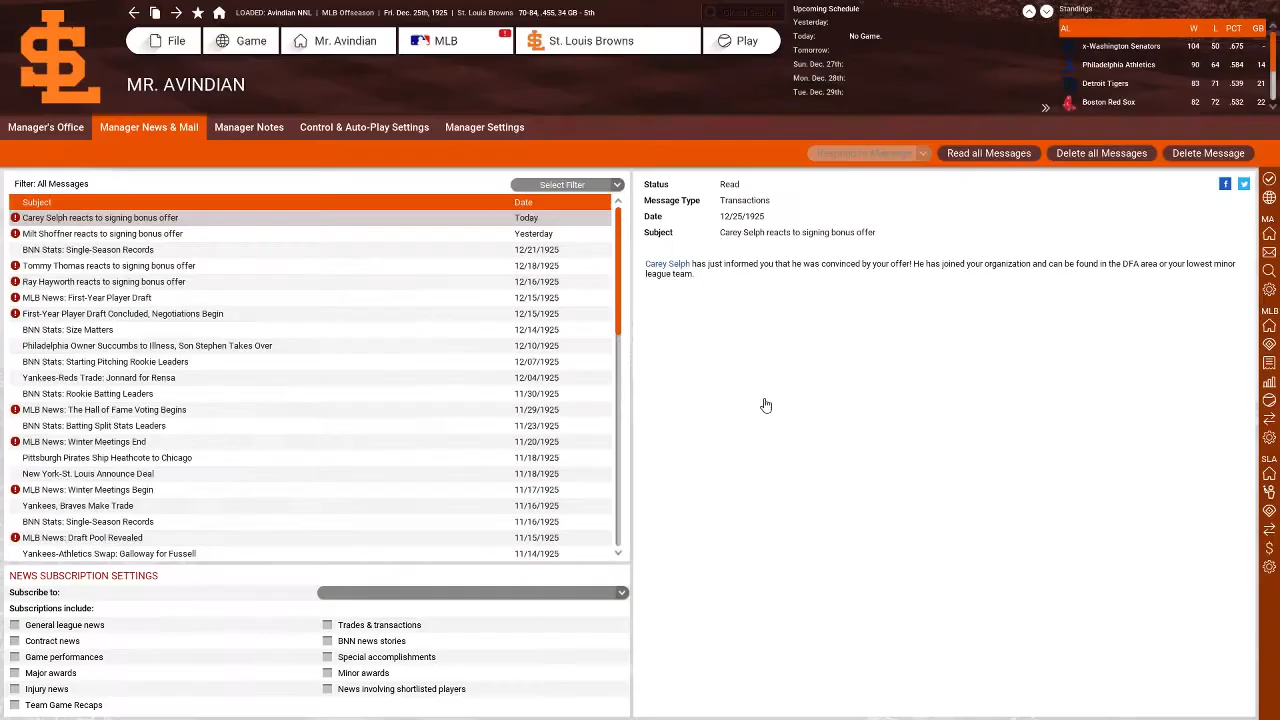 LOADED: Avindian NNL | MLB Offseason | Fri. Dec. 25th, 1925 | St. Louis Browns 70-84, .455, 34 GB - 5th
Global Search
File
Game
Mr. Avindian
MLB
St. Louis Browns
Play
MR. AVINDIAN
Upcoming Schedule
Yesterday:
Today: No Game.
Tomorrow:
Sun. Dec. 27th:
Mon. Dec. 28th:
Tue. Dec. 29th:
Standings
AL W L PCT GB
x-Washington Senators 104 50 .675 -
Philadelphia Athletics 90 64 .584 14
Detroit Tigers 83 71 .539 21
Boston Red Sox 82 72 .532 22
Manager's Office
Manager News & Mail
Manager Notes
Control & Auto-Play Settings
Manager Settings
Read all Messages
Delete all Messages
Delete Message
Filter: All Messages
Select Filter
Subject Date
Carey Selph reacts to signing bonus offer Today
Milt Shoffner reacts to signing bonus offer Yesterday
BNN Stats: Single-Season Records 12/21/1925
Tommy Thomas reacts to signing bonus offer 12/18/1925
Ray Hayworth reacts to signing bonus offer 12/16/1925
MLB News: First-Year Player Draft 12/15/1925
First-Year Player Draft Concluded, Negotiations Begin 12/15/1925
BNN Stats: Size Matters 12/14/1925
Philadelphia Owner Succumbs to Illness, Son Stephen Takes Over 12/10/1925
BNN Stats: Starting Pitching Rookie Leaders 12/07/1925
Yankees-Reds Trade: Jonnard for Rensa 12/04/1925
BNN Stats: Rookie Batting Leaders 11/30/1925
MLB News: The Hall of Fame Voting Begins 11/29/1925
BNN Stats: Batting Split Stats Leaders 11/23/1925
MLB News: Winter Meetings End 11/20/1925
Pittsburgh Pirates Ship Heathcote to Chicago 11/18/1925
New York-St. Louis Announce Deal 11/18/1925
MLB News: Winter Meetings Begin 11/17/1925
Yankees, Braves Make Trade 11/16/1925
BNN Stats: Single-Season Records 11/16/1925
MLB News: Draft Pool Revealed 11/15/1925
Yankees-Athletics Swap: Galloway for Fussell 11/14/1925
Status Read
Message Type Transactions
Date 12/25/1925
Subject Carey Selph reacts to signing bonus offer
Carey Selph has just informed you that he was convinced by your offer! He has joined your organization and can be found in the DFA area or your lowest minor
league team.
NEWS SUBSCRIPTION SETTINGS
Subscribe to:
Subscriptions include:
General league news
Trades & transactions
Contract news
BNN news stories
Game performances
Special accomplishments
Major awards
Minor awards
Injury news
News involving shortlisted players
Team Game Recaps
MA
MLB
SLA